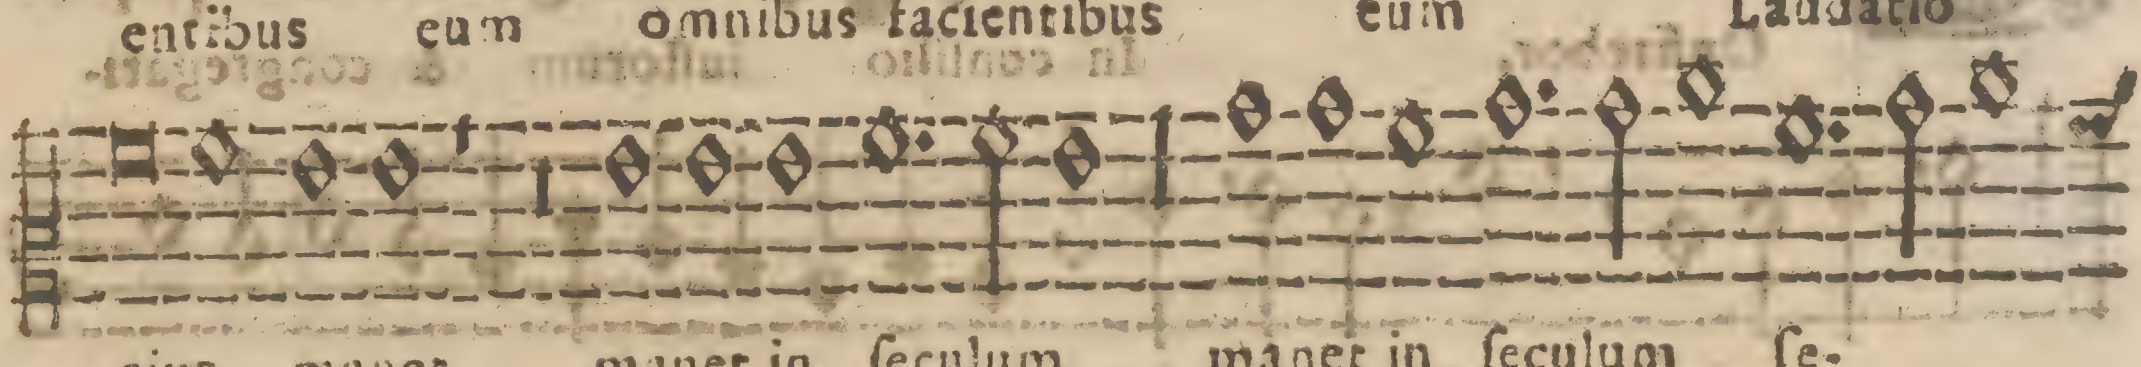 entibus eum omnibus facientibus eum Laudatio
eius manet manet in ſeculum manet in ſeculum ſe-